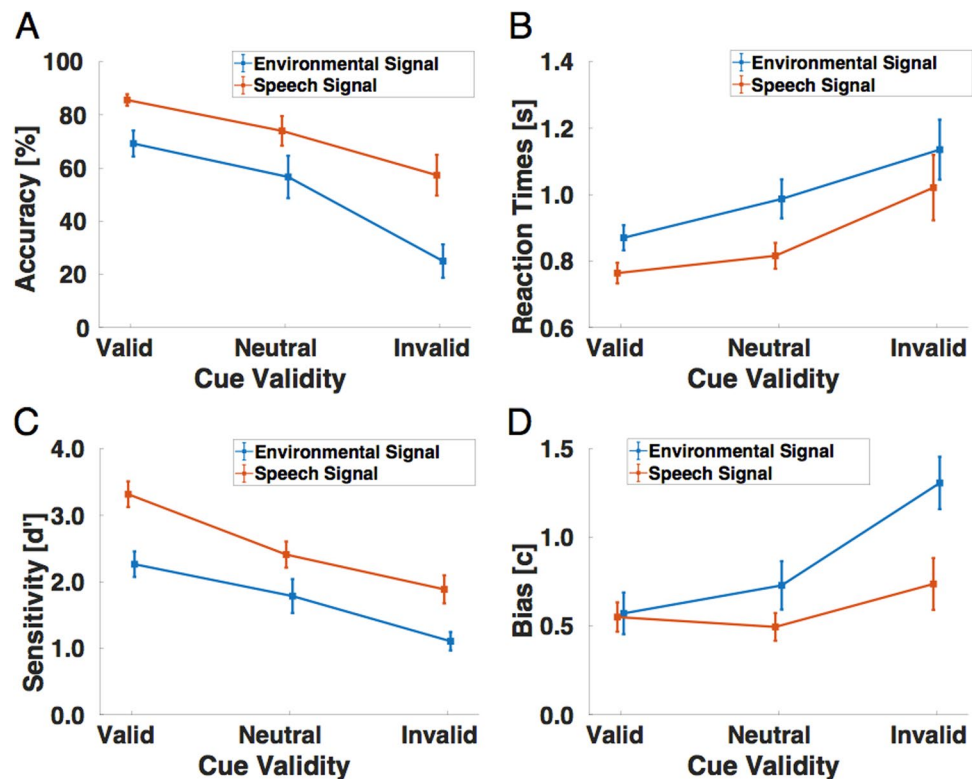 A
Environmental Signal
Speech Signal
Accuracy [%]
100
80
60
40
20
0
Valid Neutral Invalid
Cue Validity
B
Environmental Signal
Speech Signal
Reaction Times [s]
1.4
1.2
1.0
0.8
0.6
Valid Neutral Invalid
Cue Validity
C
Environmental Signal
Speech Signal
Sensitivity [d']
4.0
3.0
2.0
1.0
0.0
Valid Neutral Invalid
Cue Validity
D
Environmental Signal
Speech Signal
Bias [c]
1.5
1.0
0.5
0.0
Valid Neutral Invalid
Cue Validity